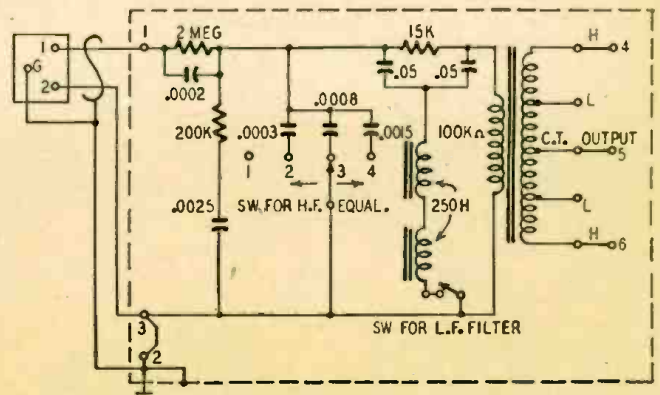 1
2 MEG
15K
H
4
1
G
2
.0002
.05
.05
.0008
L
200K
.0003
.0015
100KΩ
C.T. OUTPUT
5
1
2
3
4
SW FOR H.F. EQUAL.
250H
L
.0025
H
6
3
SW FOR L.F. FILTER
2